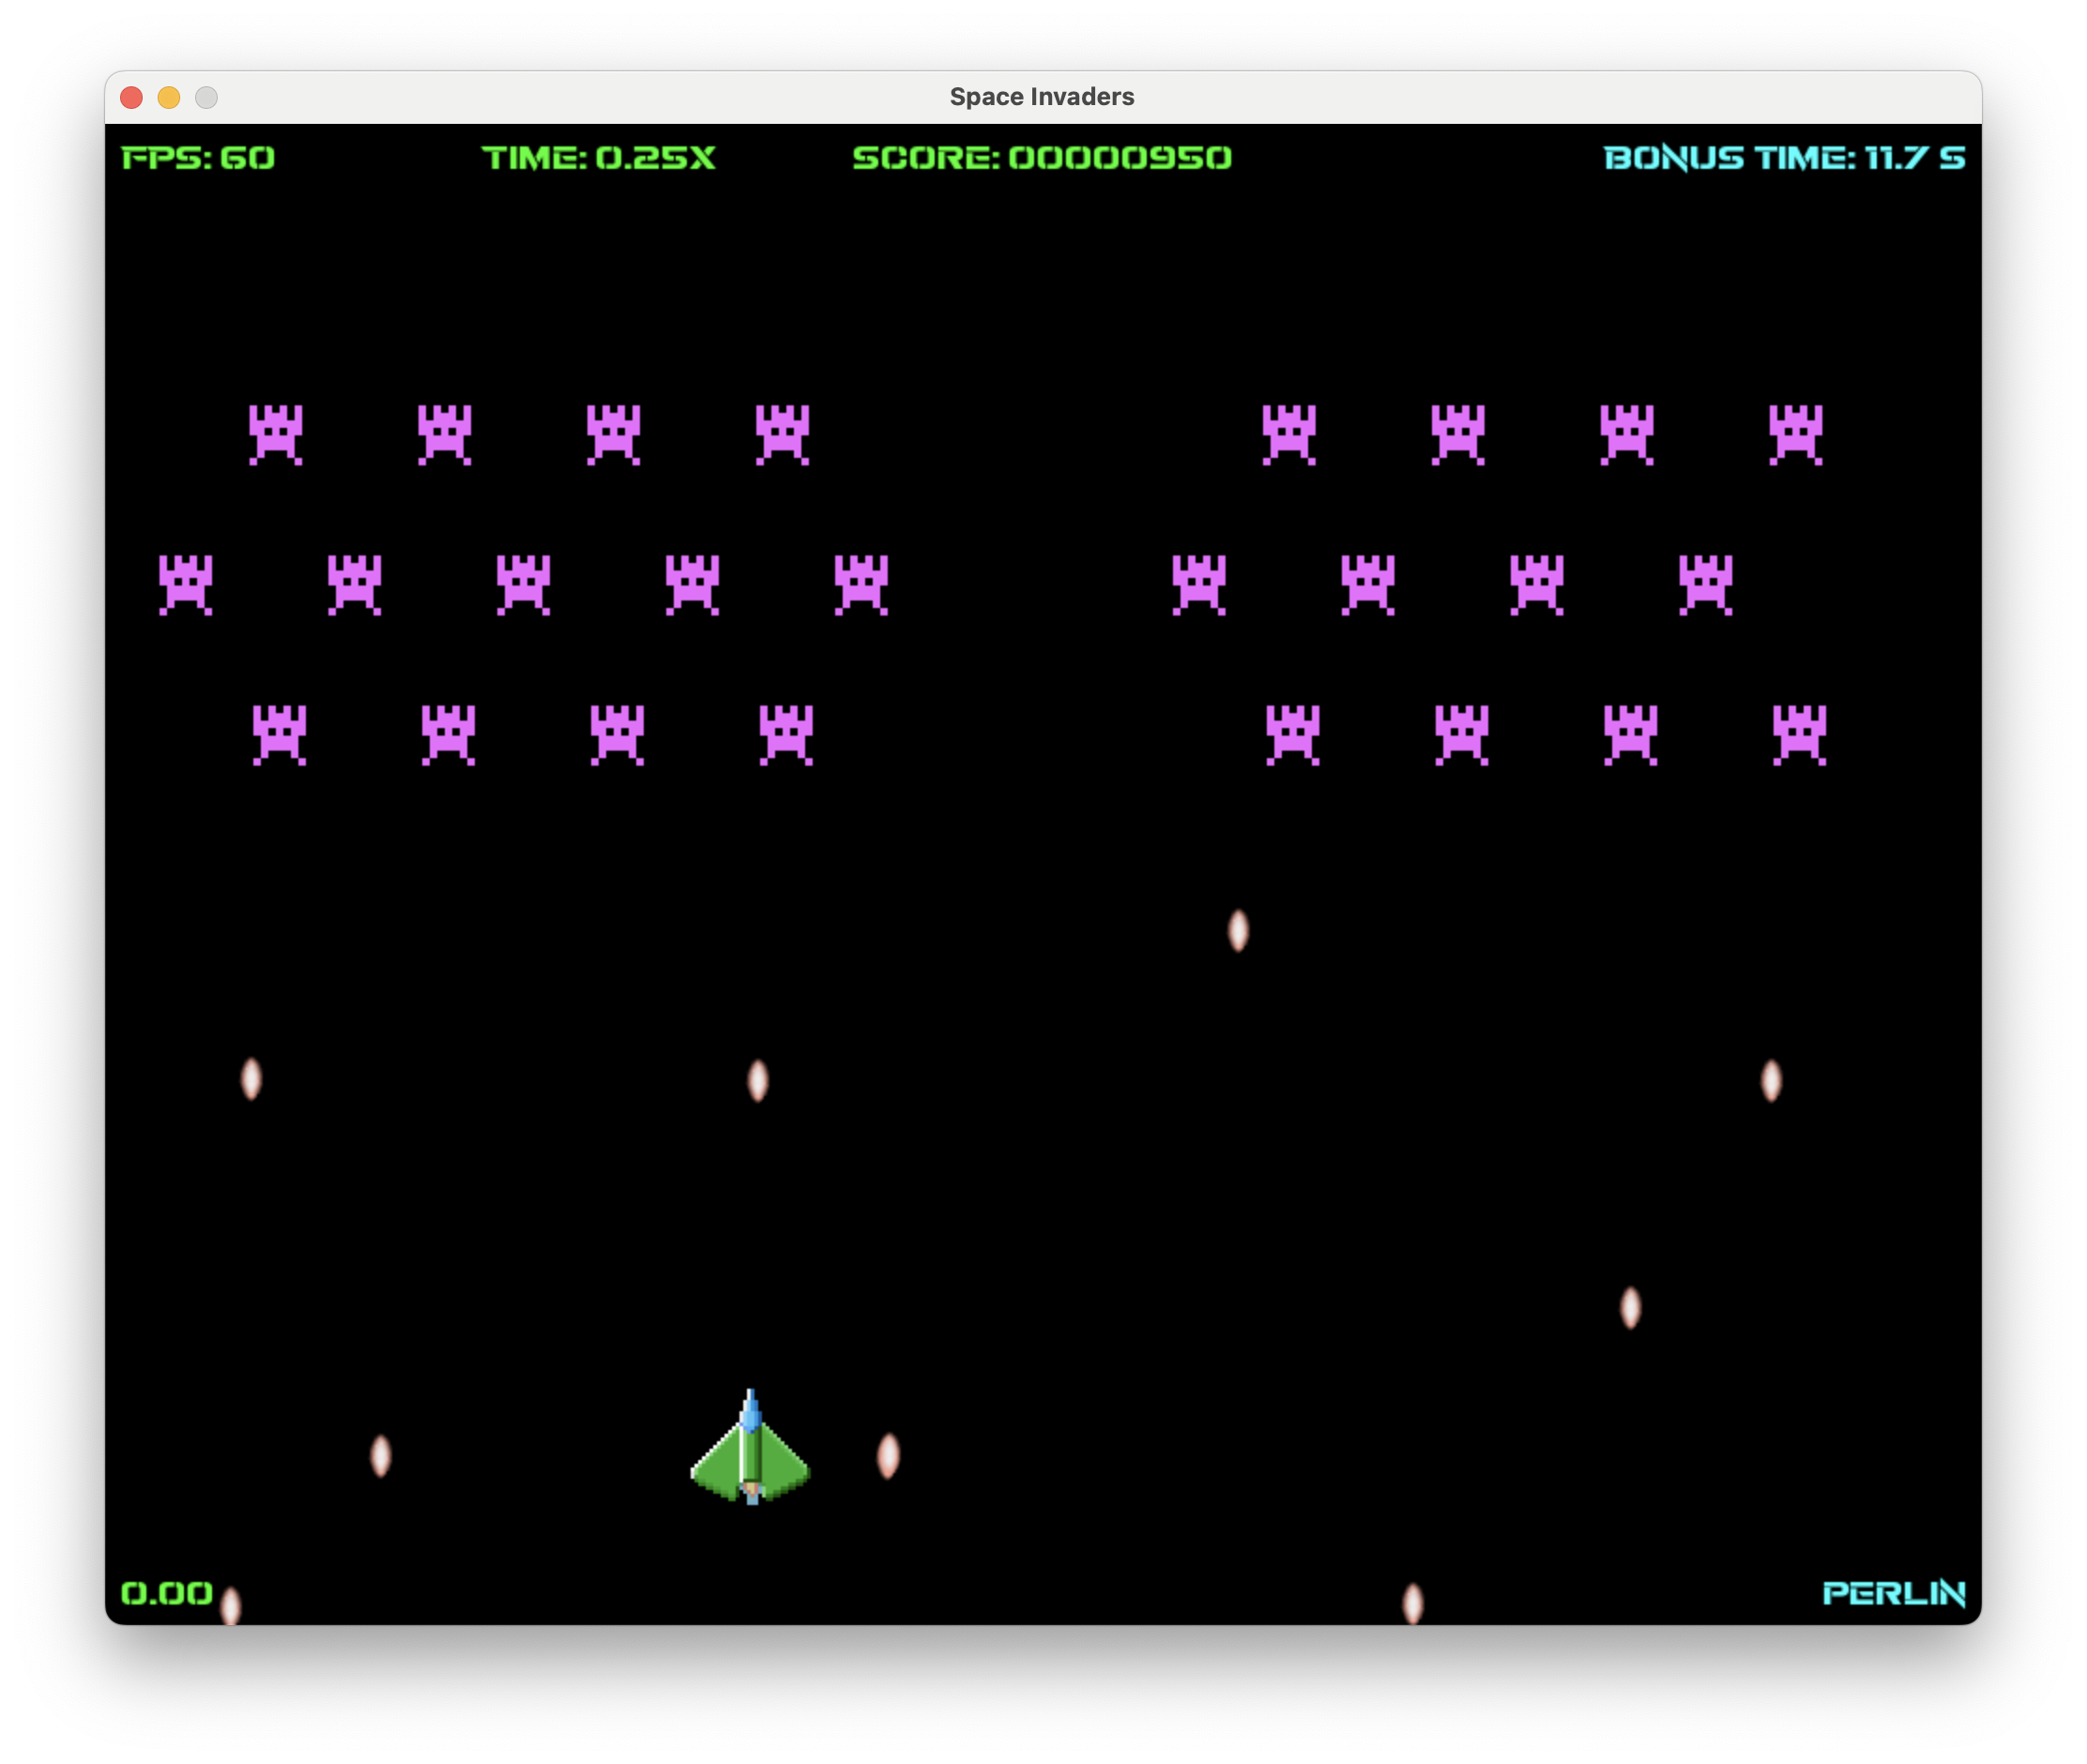 Space Invaders
FPS: 60
TIME: 0.25X
SCORE: 00000950
BONUS TIME: 11.7 S
0.00
PERLIN